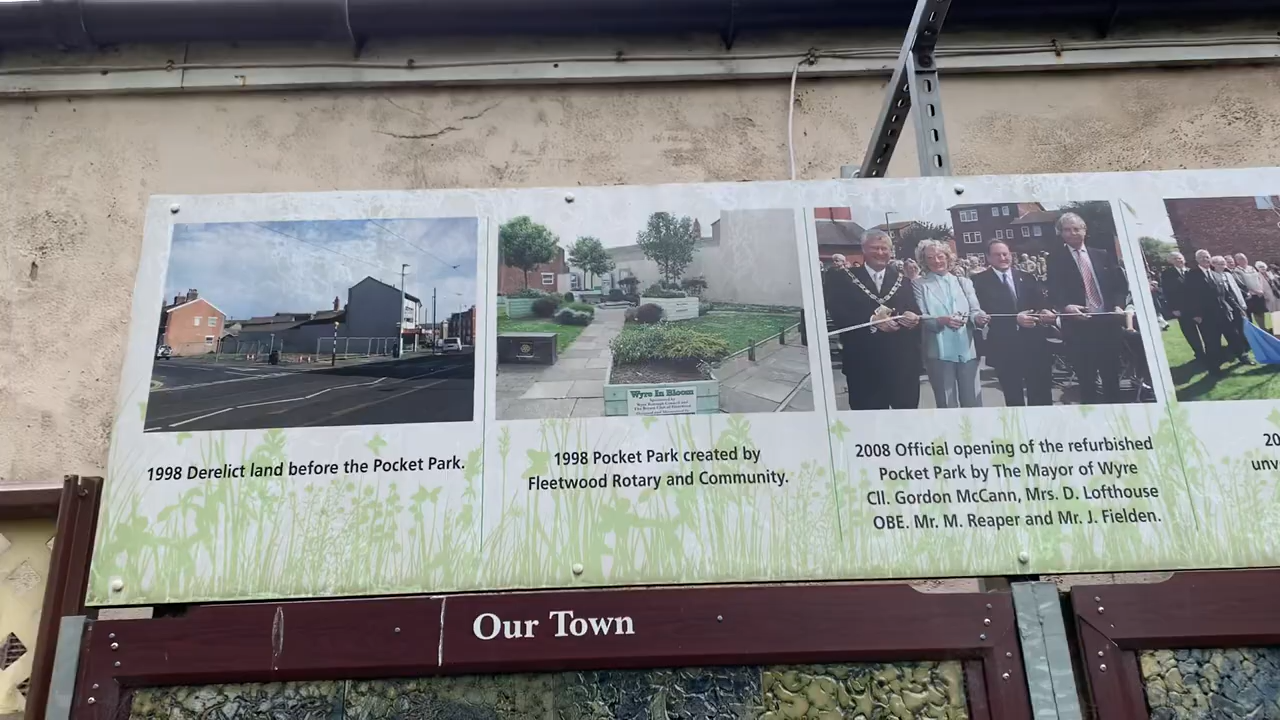 Wyre In Bloom
1998 Derelict land before the Pocket Park.
1998 Pocket Park created by
Fleetwood Rotary and Community.
2008 Official opening of the refurbished
Pocket Park by The Mayor of Wyre
Cll. Gordon McCann, Mrs. D. Lofthouse
OBE. Mr. M. Reaper and Mr. J. Fielden.
Our Town